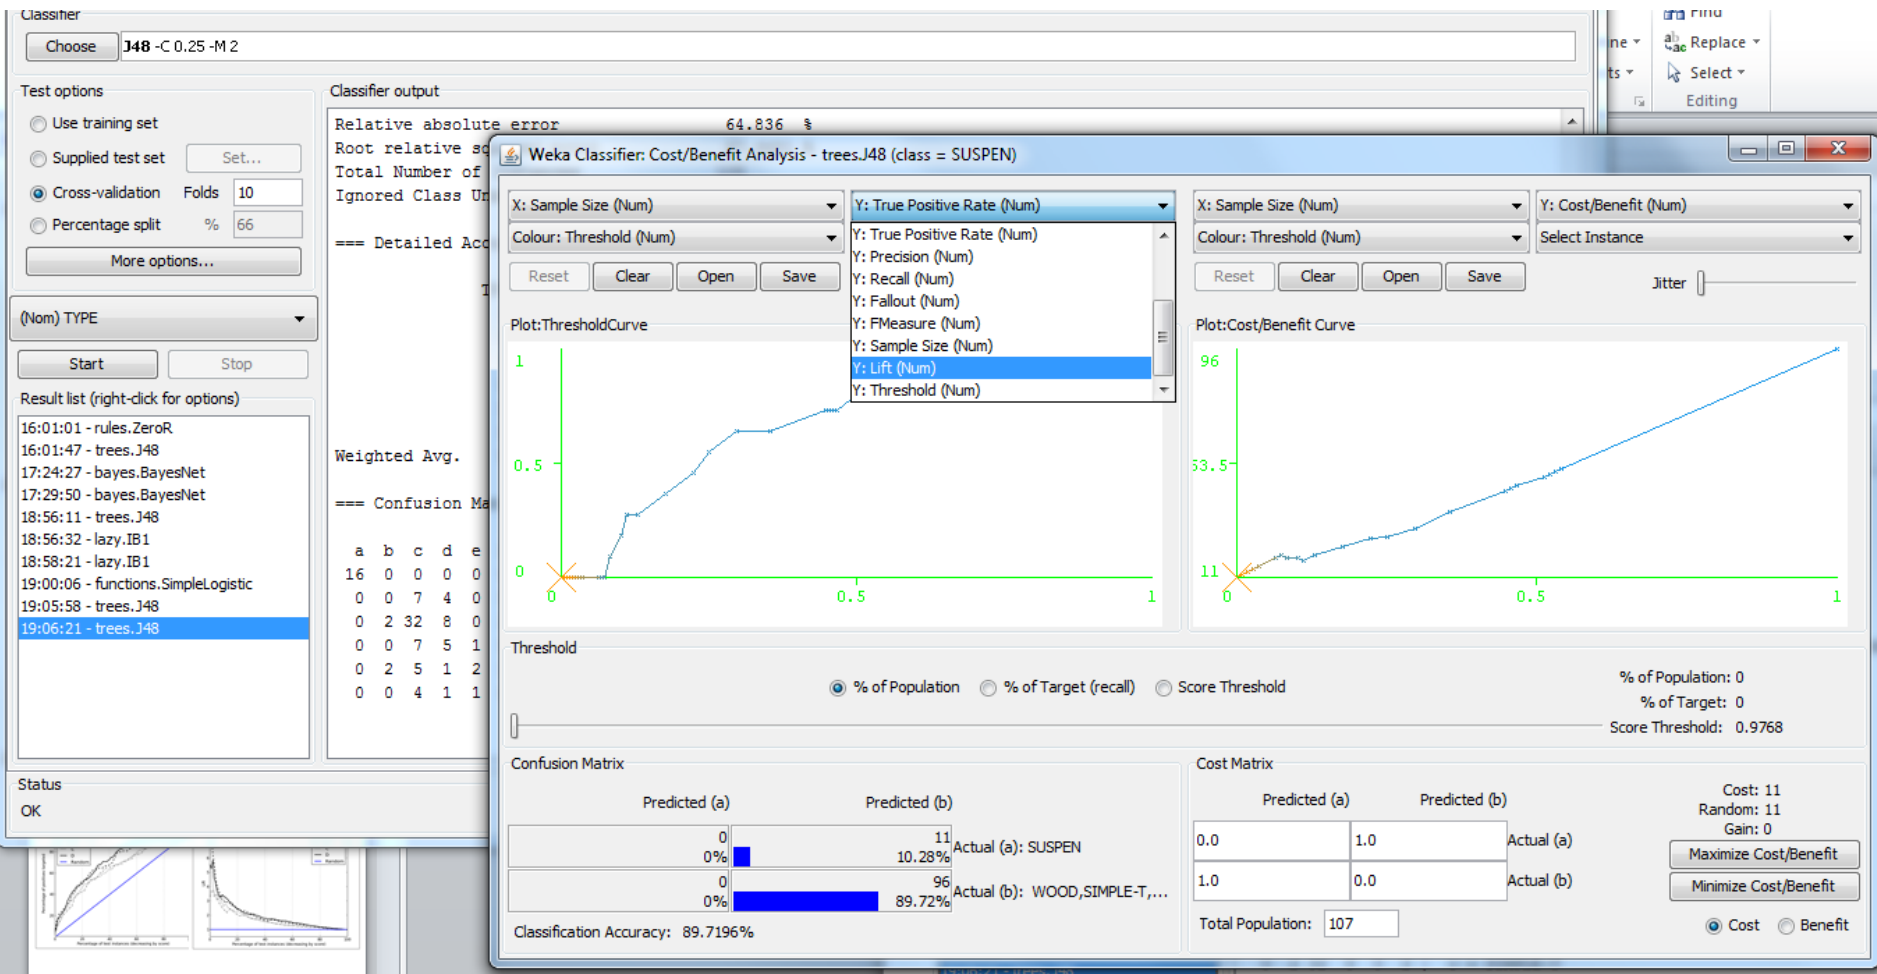 Classifier
Choose J48 -C 0.25 -M 2
Test options
Use training set
Supplied test set Set...
Cross-validation Folds 10
Percentage split % 66
More options...
(Nom) TYPE
Start Stop
Result list (right-click for options)
16:01:01 - rules.ZeroR
16:01:47 - trees.J48
17:24:27 - bayes.BayesNet
17:29:50 - bayes.BayesNet
18:56:11 - trees.J48
18:56:32 - lazy.IB1
18:58:21 - lazy.IB1
19:00:06 - functions.SimpleLogistic
19:05:58 - trees.J48
19:06:21 - trees.J48
Status
OK
Classifier output
Relative absolute error 64.836 %
Root relative sq
Total Number of
Ignored Class Un
=== Detailed Acc
T
Weighted Avg.
=== Confusion Ma
a b c d e
16 0 0 0 0
0 0 7 4 0
0 2 32 8 0
0 0 7 5 1
0 2 5 1 2
0 0 4 1 1
Find
Replace
Select
Editing
Weka Classifier: Cost/Benefit Analysis - trees.J48 (class = SUSPEN)
X: Sample Size (Num) Y: True Positive Rate (Num)
Colour: Threshold (Num)
Reset Clear Open Save
Y: True Positive Rate (Num)
Y: Precision (Num)
Y: Recall (Num)
Y: Fallout (Num)
Y: FMeasure (Num)
Y: Sample Size (Num)
Y: Lift (Num)
Y: Threshold (Num)
Plot:ThresholdCurve
1
0.5
0
0 0.5 1
X: Sample Size (Num) Y: Cost/Benefit (Num)
Colour: Threshold (Num) Select Instance
Reset Clear Open Save Jitter
Plot:Cost/Benefit Curve
96
53.5
11
0 0.5 1
Threshold
% of Population % of Target (recall) Score Threshold
% of Population: 0
% of Target: 0
Score Threshold: 0.9768
Confusion Matrix
Predicted (a) Predicted (b)
0 11
0% 10.28% Actual (a): SUSPEN
0 96
0% 89.72% Actual (b): WOOD,SIMPLE-T,...
Classification Accuracy: 89.7196%
Cost Matrix
Predicted (a) Predicted (b)
0.0 1.0 Actual (a)
1.0 0.0 Actual (b)
Total Population: 107
Cost: 11
Random: 11
Gain: 0
Maximize Cost/Benefit
Minimize Cost/Benefit
Cost Benefit